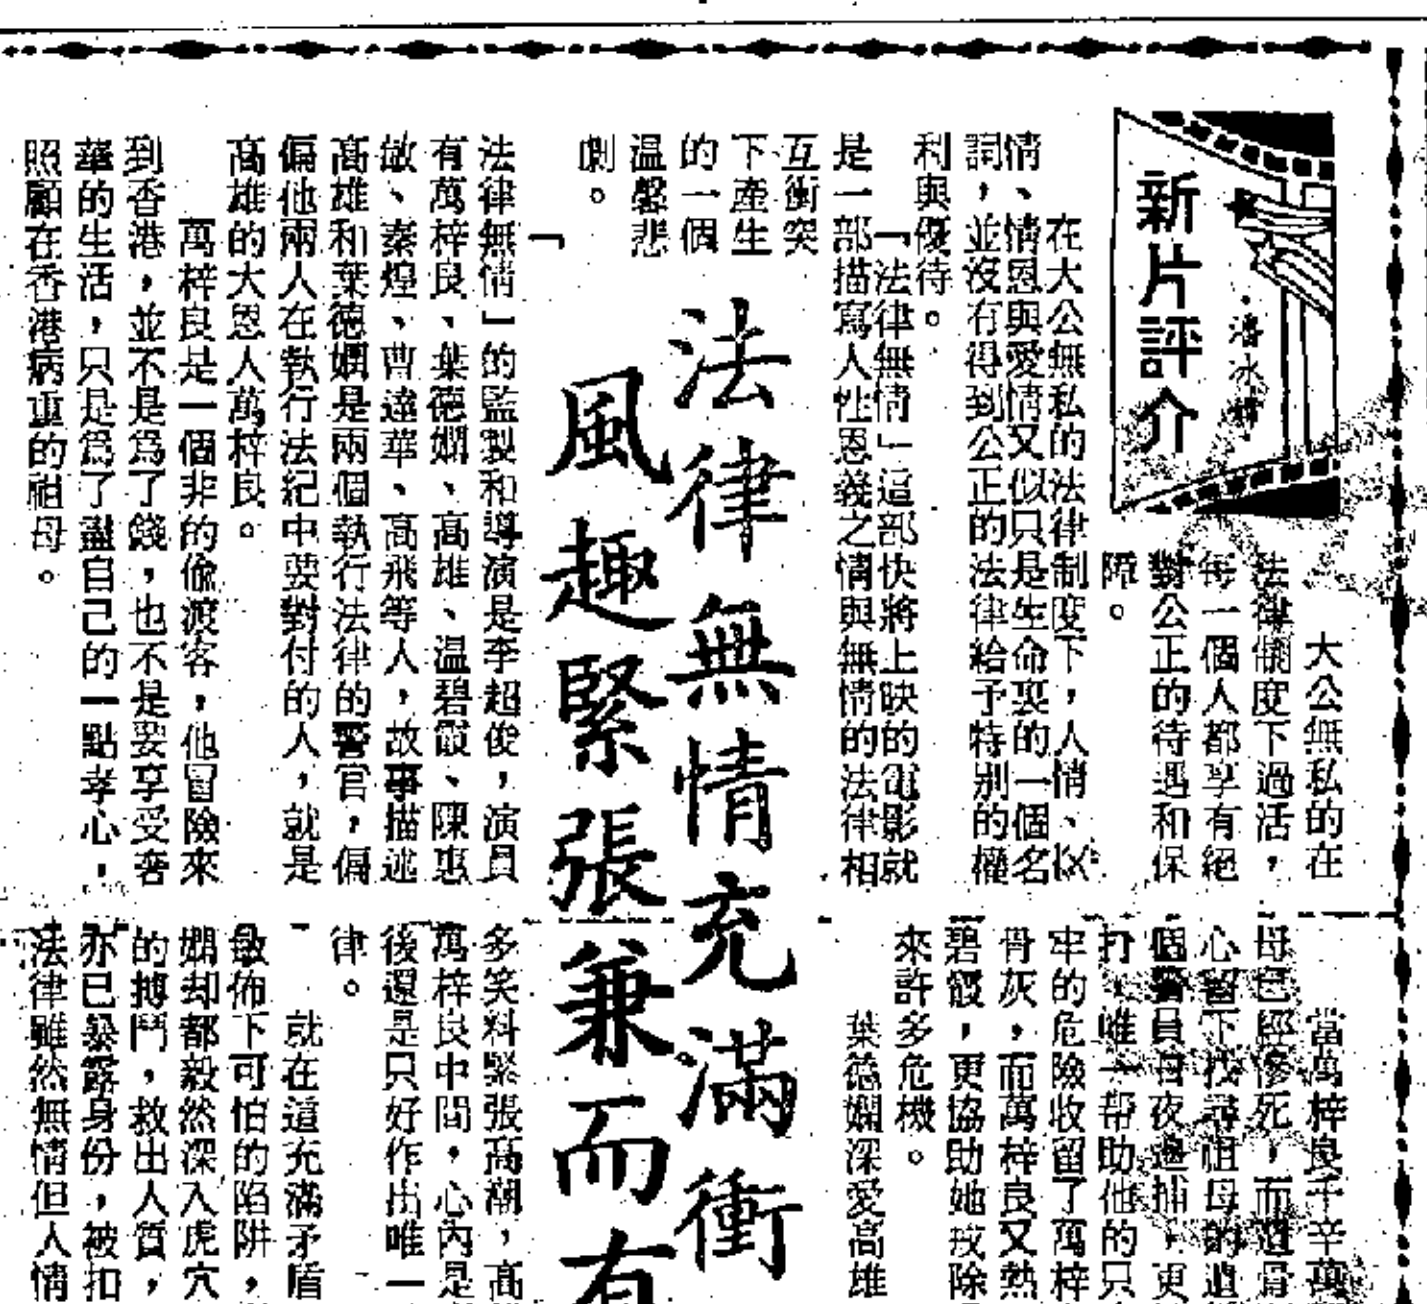 新片評介
法律無情充滿衝
風趣緊張兼而有
大公無私的在
法律制度下過活，
每一個人都享有絕
對公正的待遇和保
障。
在大公無私的法律制度下，人情、以
情、情恩與愛情又似只是生命裏的一個名
詞，並沒有得到公正的法律給予特別的權
利與優待。
「法律無情」這部快將上映的電影就
是一部描寫人性恩義之情與無情的法律相
互衝突
下產生
的一個
温馨悲
劇。
「
法律無情」的監製和導演是李超俊，演員
有萬梓良、葉德嫻、高雄、温碧霞、陳惠
敏、秦煌、曹達華、高飛等人，故事描述
高雄和葉德嫻是兩個執行法律的警官，偏
偏他兩人在執行法紀中要對付的人，就是
高雄的大恩人萬梓良。
萬梓良是一個非的偷渡客，他冒險來
到香港，並不是爲了錢，也不是要享受奢
華的生活，只是爲了盡自己的一點孝心，
照顧在香港病重的祖母。
當萬梓良千辛萬
母已經慘死，而遺骨
心留下找尋祖母的遺
個警員日夜追捕，更
打，唯一帮助他的只
牢的危險收留了萬梓
骨灰，而萬梓良又熱
碧霞，更協助她戒除
來許多危機。
葉德嫻深愛高雄
多笑料緊張高潮，高
萬梓良中間，心內是
後還是只好作出唯一
律。
就在這充滿矛盾
敏佈下可怕的陷阱，
嫻却都毅然深入虎穴
的搏鬥，救出人質，
亦已暴露身份，被扣
法律雖然無情但人情